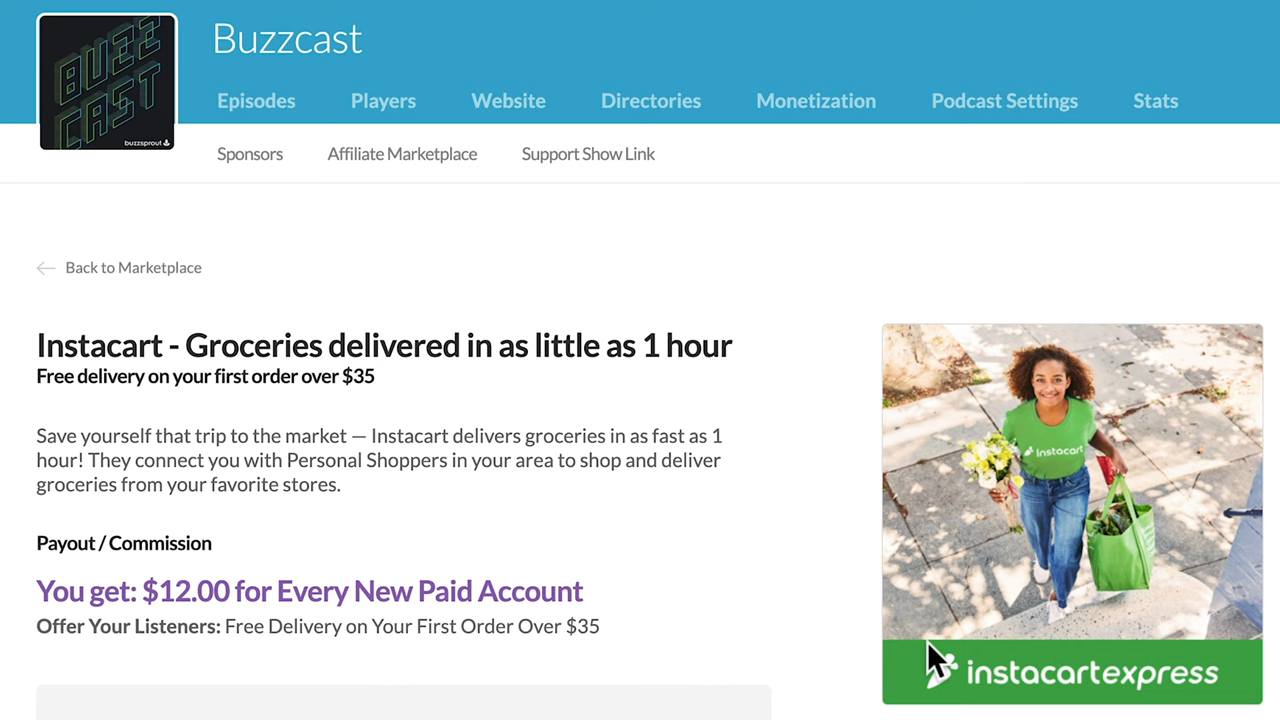 BUZZ
CAST
buzzsprout
Buzzcast
Episodes Players Website Directories Monetization Podcast Settings Stats
Sponsors Affiliate Marketplace Support Show Link
Back to Marketplace
Instacart - Groceries delivered in as little as 1 hour
Free delivery on your first order over $35
Save yourself that trip to the market — Instacart delivers groceries in as fast as 1
hour! They connect you with Personal Shoppers in your area to shop and deliver
groceries from your favorite stores.
Payout / Commission
You get: $12.00 for Every New Paid Account
Offer Your Listeners: Free Delivery on Your First Order Over $35
instacart
instacartexpress